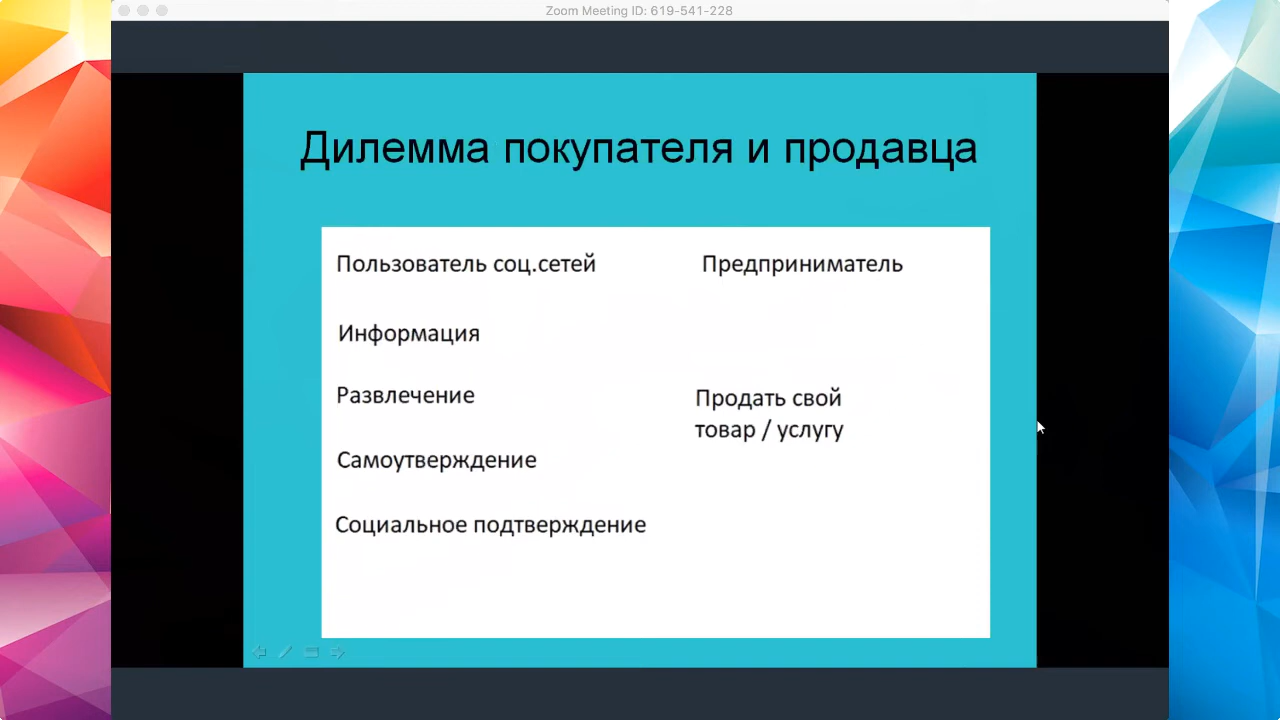 Zoom Meeting ID: 619-541-228
Дилемма покупателя и продавца
Пользователь соц.сетей
Предприниматель
Информация
Развлечение
Продать свой
товар / услугу
Самоутверждение
Социальное подтверждение